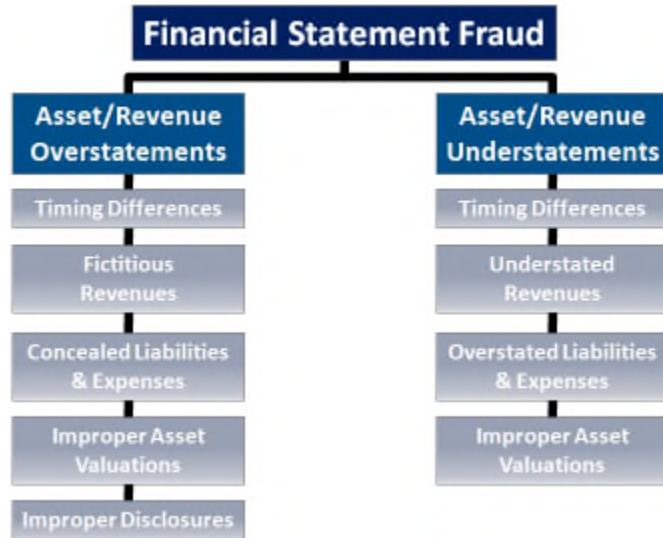 Financial Statement Fraud
Asset/Revenue
Overstatements
Timing Differences
Fictitious
Revenues
Concealed Liabilities
& Expenses
Improper Asset
Valuations
Improper Disclosures
Asset/Revenue
Understatements
Timing Differences
Understated
Revenues
Overstated Liabilities
& Expenses
Improper Asset
Valuations